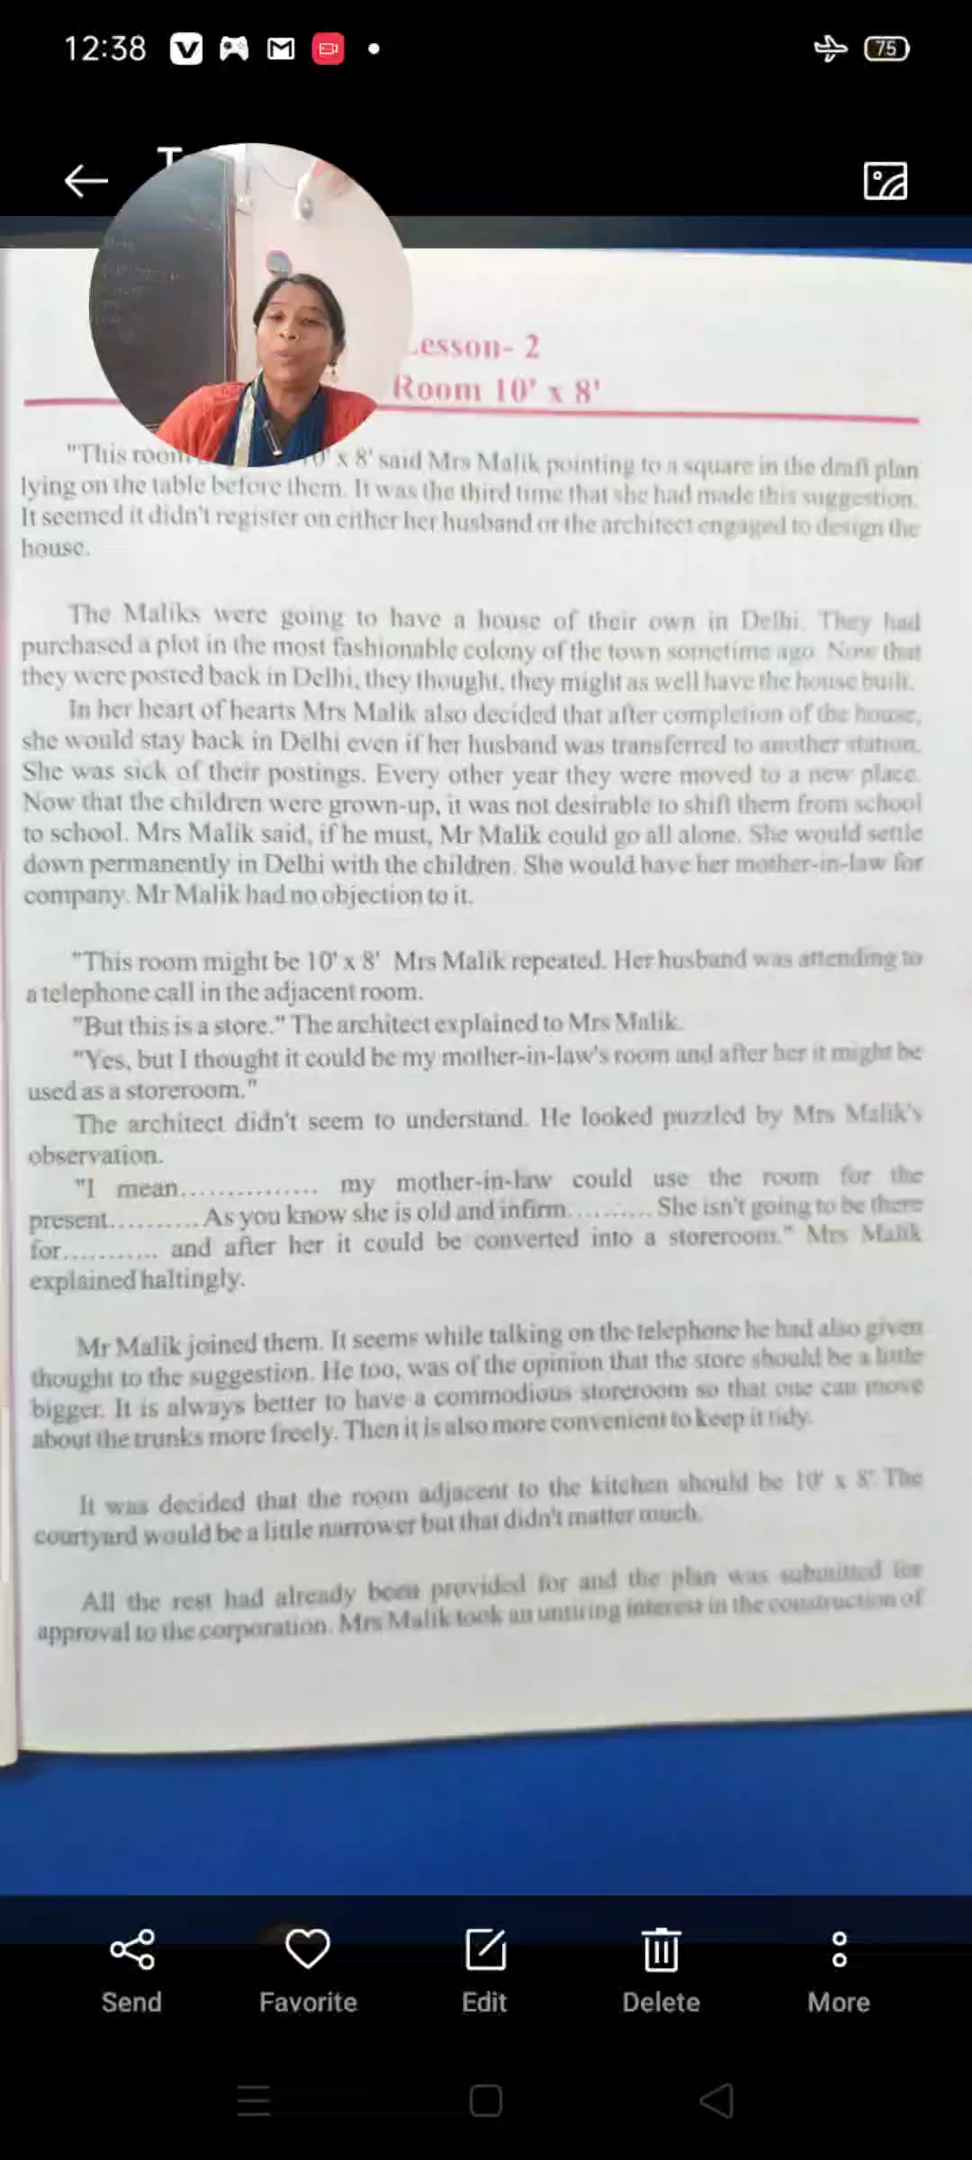 12:38
75
Lesson- 2
Room 10' x 8'
"This room 10' x 8' said Mrs Malik pointing to a square in the draft plan
lying on the table before them. It was the third time that she had made this suggestion.
It seemed it didn't register on either her husband or the architect engaged to design the
house.
The Maliks were going to have a house of their own in Delhi. They had
purchased a plot in the most fashionable colony of the town sometime ago. Now that
they were posted back in Delhi, they thought, they might as well have the house built.
In her heart of hearts Mrs Malik also decided that after completion of the house,
she would stay back in Delhi even if her husband was transferred to another station.
She was sick of their postings. Every other year they were moved to a new place.
Now that the children were grown-up, it was not desirable to shift them from school
to school. Mrs Malik said, if he must, Mr Malik could go all alone. She would settle
down permanently in Delhi with the children. She would have her mother-in-law for
company. Mr Malik had no objection to it.
"This room might be 10' x 8' Mrs Malik repeated. Her husband was attending to
a telephone call in the adjacent room.
"But this is a store." The architect explained to Mrs Malik.
"Yes, but I thought it could be my mother-in-law's room and after her it might be
used as a storeroom."
The architect didn't seem to understand. He looked puzzled by Mrs Malik's
observation.
"I mean............... my mother-in-law could use the room for the
present.......... As you know she is old and infirm.......... She isn't going to be there
for........... and after her it could be converted into a storeroom." Mrs Malik
explained haltingly.
Mr Malik joined them. It seems while talking on the telephone he had also given
thought to the suggestion. He too, was of the opinion that the store should be a little
bigger. It is always better to have a commodious storeroom so that one can move
about the trunks more freely. Then it is also more convenient to keep it tidy.
It was decided that the room adjacent to the kitchen should be 10' x 8' The
courtyard would be a little narrower but that didn't matter much.
All the rest had already been provided for and the plan was submitted for
approval to the corporation. Mrs Malik took an untiring interest in the construction of
Send Favorite Edit Delete More